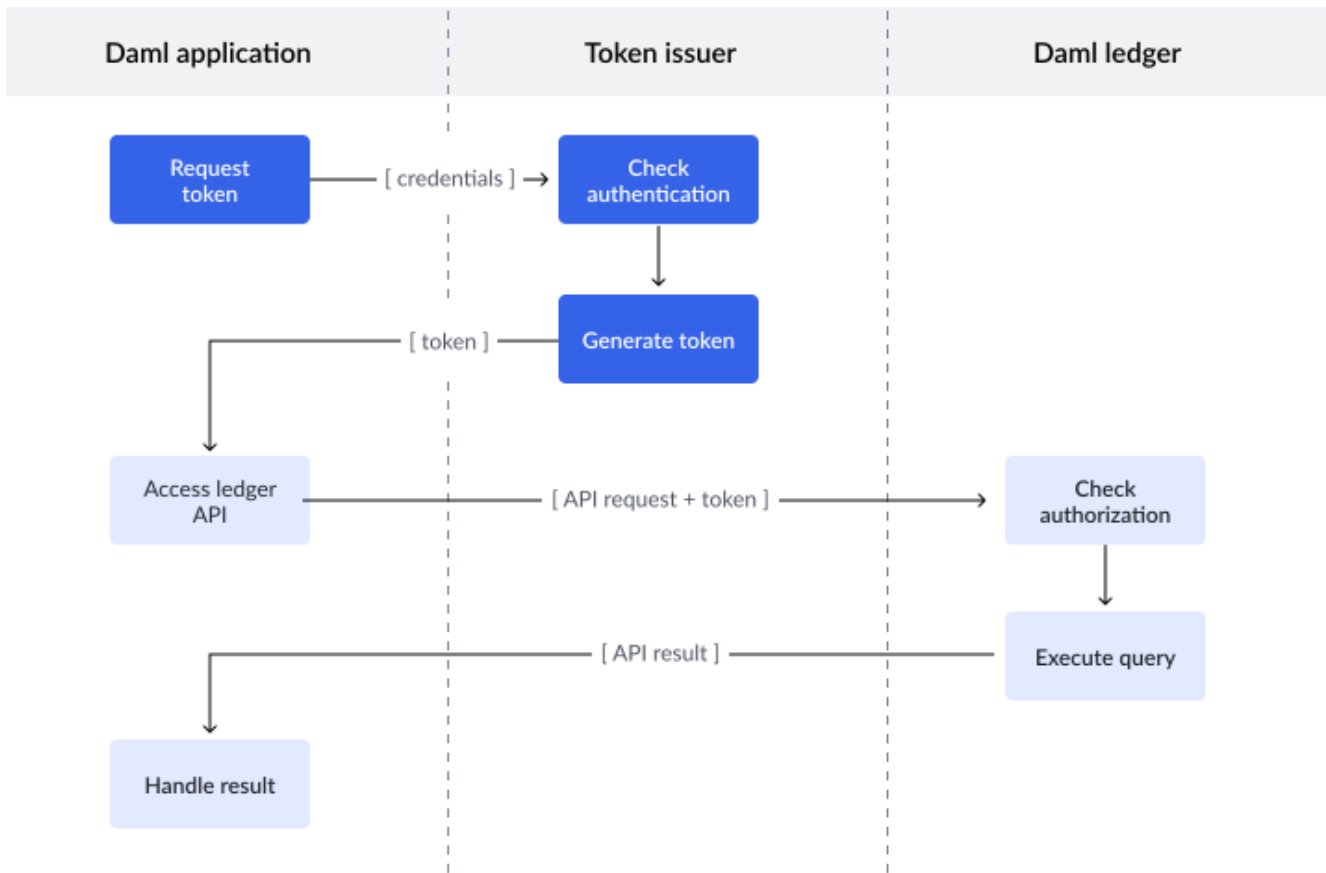 Daml application
Token issuer
Daml ledger
Request
token
[ credentials ]
Check
authentication
[ token ]
Generate token
Access ledger
API
[ API request + token ]
Check
authorization
[ API result ]
Execute query
Handle result